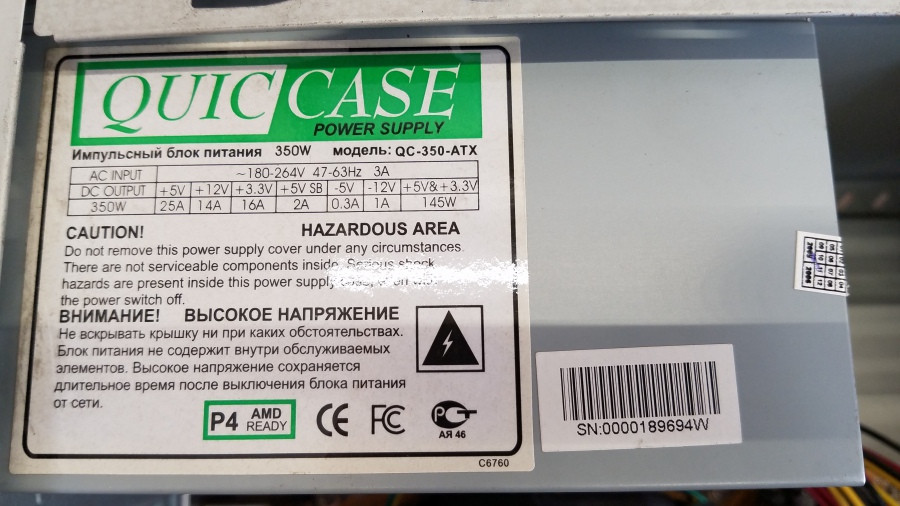 QUIC CASE
POWER SUPPLY
Импульсный блок питания 350W модель: QC-350-ATX
AC INPUT ~180-264V 47-63Hz 3A
DC OUTPUT +5V +12V +3.3V +5V SB -5V -12V +5V&+3.3V
350W 25A 14A 16A 2A 0.3A 1A 145W
CAUTION! HAZARDOUS AREA
Do not remove this power supply cover under any circumstances.
There are not serviceable components inside. Serious shock
hazards are present inside this power supply even with
the power switch off.
ВНИМАНИЕ! ВЫСОКОЕ НАПРЯЖЕНИЕ
Не вскрывать крышку ни при каких обстоятельствах.
Блок питания не содержит внутри обслуживаемых
элементов. Высокое напряжение сохраняется
длительное время после выключения блока питания
от сети.
P4 AMD READY
CE FC РСТ
АЯ 46
C6760
SN:0000189694W